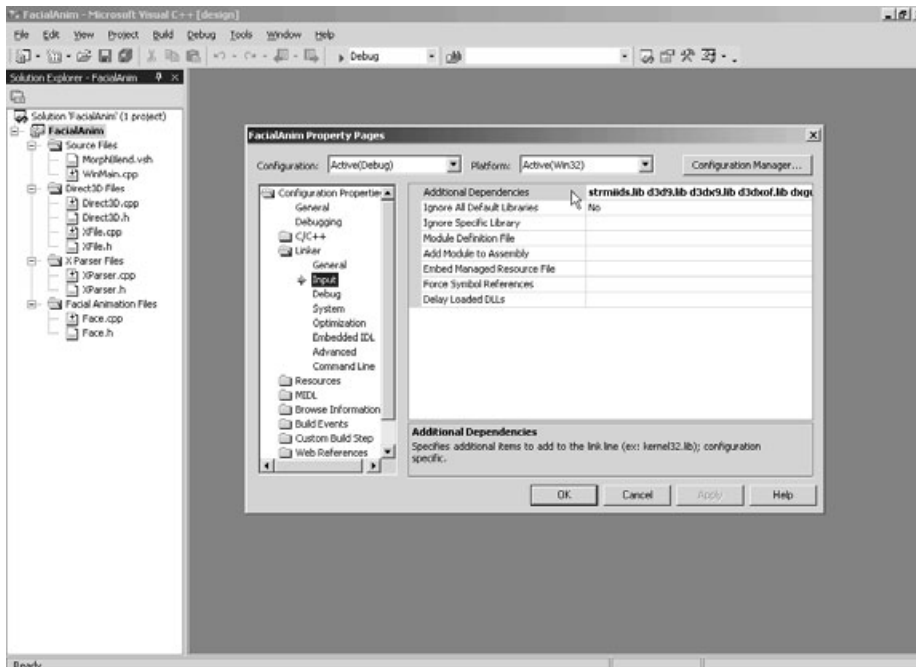 FacialAnim - Microsoft Visual C++ [design]
File Edit View Project Build Debug Tools Window Help
Debug
Solution Explorer - FacialAnim
Solution 'FacialAnim' (1 project)
FacialAnim
Source Files
MorphBlend.vsh
WinMain.cpp
Direct3D Files
Direct3D.cpp
Direct3D.h
XFile.cpp
XFile.h
X Parser Files
XParser.cpp
XParser.h
Facial Animation Files
Face.cpp
Face.h
FacialAnim Property Pages
Configuration: Active(Debug) Platform: Active(Win32) Configuration Manager...
Configuration Propertie
General
Debugging
C/C++
Linker
General
Input
Debug
System
Optimization
Embedded IDL
Advanced
Command Line
Resources
MIDL
Browse Information
Build Events
Custom Build Step
Web References
Additional Dependencies strmiids.lib d3d9.lib d3dx9.lib d3dxof.lib dxgu
Ignore All Default Libraries No
Ignore Specific Library
Module Definition File
Add Module to Assembly
Embed Managed Resource File
Force Symbol References
Delay Loaded DLLs
Additional Dependencies
Specifies additional items to add to the link line (ex: kernel32.lib); configuration
specific.
OK Cancel Apply Help
Ready